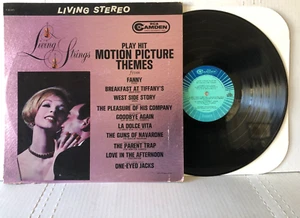 LIVING STEREO
RCA
CAMDEN
Living Strings
PLAY HIT
MOTION PICTURE
THEMES
from
FANNY
BREAKFAST AT TIFFANY'S
WEST SIDE STORY
THE PLEASURE OF HIS COMPANY
GOODBYE AGAIN
LA DOLCE VITA
THE GUNS OF NAVARONE
THE PARENT TRAP
LOVE IN THE AFTERNOON
ONE-EYED JACKS